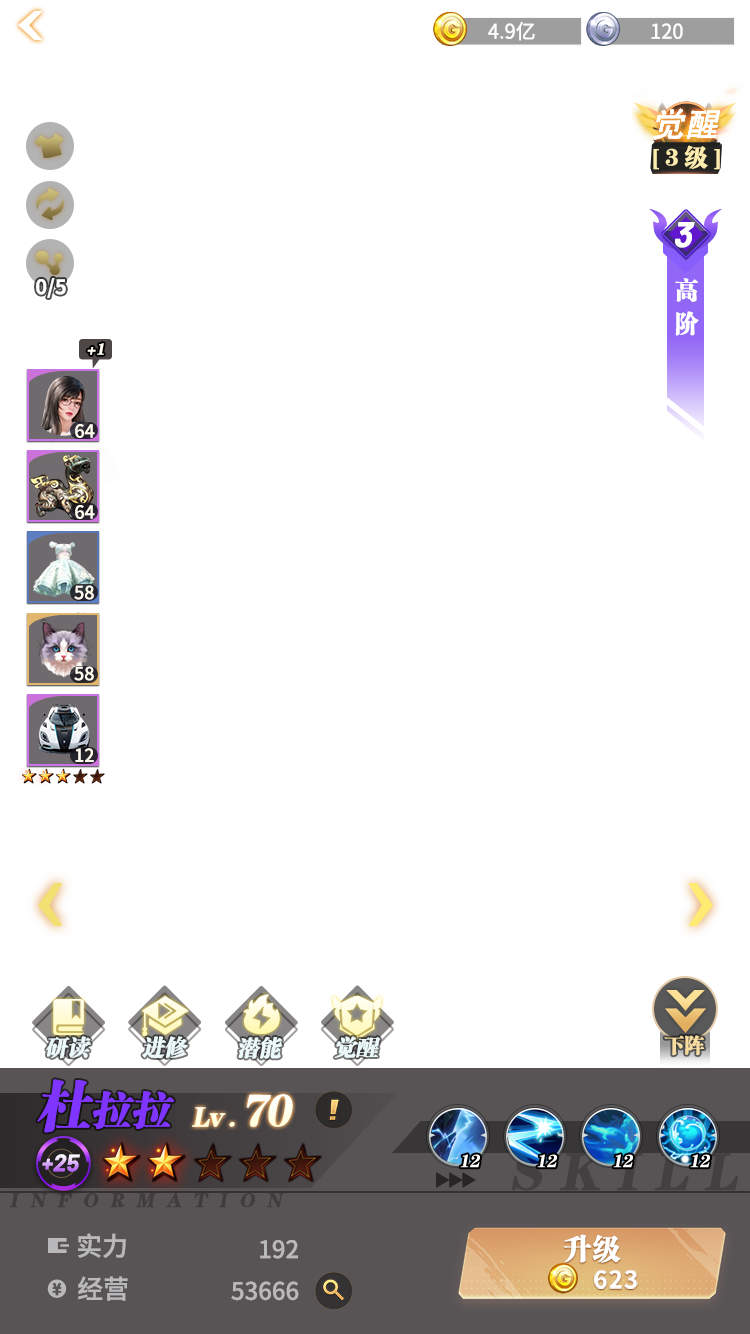 4.9亿
120
觉醒
[3级]
3
高阶
0/5
+1
64
64
58
58
12
研读
进修
潜能
觉醒
下阵
杜拉拉 Lv.70 !
+25
12
12
12
12
SKILL
INFORMATION
实力 192
经营 53666
升级
623